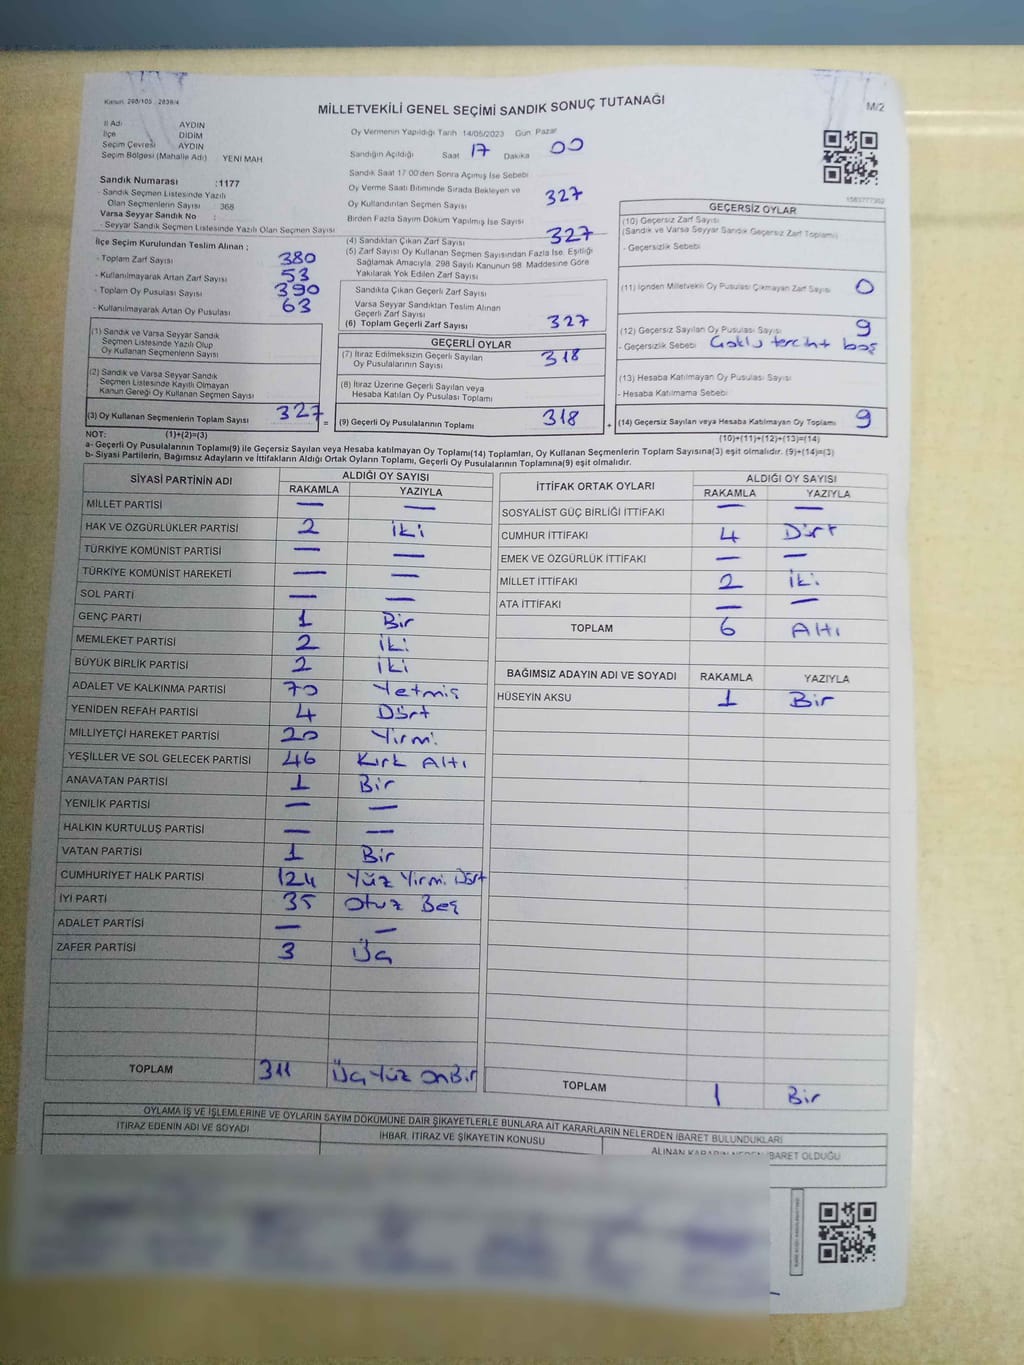 Kanun 298/105 2839/4
MİLLETVEKİLİ GENEL SEÇİMİ SANDIK SONUÇ TUTANAĞI
M/2
İl Adı AYDIN
İlçe DİDİM
Seçim Çevresi AYDIN
Seçim Bölgesi (Mahalle Adı) YENİ MAH
Sandık Numarası :1177
- Sandık Seçmen Listesinde Yazılı
Olan Seçmenlerin Sayısı : 368
Varsa Seyyar Sandık No :
- Seyyar Sandık Seçmen Listesinde Yazılı Olan Seçmen Sayısı
Oy Vermenin Yapıldığı Tarih 14/05/2023 Gün Pazar
Sandığın Açıldığı Saat 17 Dakika 00
Sandık Saat 17 00'den Sonra Açımış İse Sebebi
Oy Verme Saati Bitiminde Sırada Bekleyen ve
Oy Kullandırılan Seçmen Sayısı 327
Birden Fazla Sayım Döküm Yapılmış İse Sayısı
İlçe Seçim Kurulundan Teslim Alınan ;
- Toplam Zarf Sayısı 380
- Kullanılmayarak Artan Zarf Sayısı 53
- Toplam Oy Pusulası Sayısı 390
- Kullanılmayarak Artan Oy Pusulası 63
(4) Sandıktan Çıkan Zarf Sayısı 327
(5) Zarf Sayısı Oy Kullanan Seçmen Sayısından Fazla İse, Eşitliği
Sağlamak Amacıyla, 298 Sayılı Kanunun 98. Maddesine Göre
Yakılarak Yok Edilen Zarf Sayısı
Sandıkta Çıkan Geçerli Zarf Sayısı
Varsa Seyyar Sandıktan Teslim Alınan
Geçerli Zarf Sayısı
(6) Toplam Geçerli Zarf Sayısı 327
GEÇERLİ OYLAR
(7) İtiraz Edilmeksizin Geçerli Sayılan
Oy Pusulalarının Sayısı 318
(8) İtiraz Üzerine Geçerli Sayılan veya
Hesaba Katılan Oy Pusulası Toplamı
(9) Geçerli Oy Pusulalarının Toplamı 318 +
GEÇERSİZ OYLAR
(10) Geçersiz Zarf Sayısı
(Sandık ve Varsa Seyyar Sandık Geçersiz Zarf Toplamı)
- Geçersizlik Sebebi
(11) İçinden Milletvekili Oy Pusulası Çıkmayan Zarf Sayısı 0
(12) Geçersiz Sayılan Oy Pusulası Sayısı 9
- Geçersizlik Sebebi Çoklu tercih + boş
(13) Hesaba Katılmayan Oy Pusulası Sayısı
- Hesaba Katılmama Sebebi
(14) Geçersiz Sayılan veya Hesaba Katılmayan Oy Toplamı 9
(10)+(11)+(12)+(13)=(14)
(1) Sandık ve Varsa Seyyar Sandık
Seçmen Listesinde Yazılı Olup
Oy Kullanan Seçmenlerin Sayısı
(2) Sandık ve Varsa Seyyar Sandık
Seçmen Listesinde Kayıtlı Olmayan
Kanun Gereği Oy Kullanan Seçmen Sayısı
(3) Oy Kullanan Seçmenlerin Toplam Sayısı 327 =
NOT: (1)+(2)=(3)
a- Geçerli Oy Pusulalarının Toplamı(9) ile Geçersiz Sayılan veya Hesaba katılmayan Oy Toplamı(14) Toplamları, Oy Kullanan Seçmenlerin Toplam Sayısına(3) eşit olmalıdır. (9)+(14)=(3)
b- Siyasi Partilerin, Bağımsız Adayların ve İttifakların Aldığı Ortak Oyların Toplamı, Geçerli Oy Pusulalarının Toplamına(9) eşit olmalıdır.
SİYASİ PARTİNİN ADI ALDIĞI OY SAYISI
RAKAMLA YAZIYLA
MİLLET PARTİSİ — —
HAK VE ÖZGÜRLÜKLER PARTİSİ 2 İki
TÜRKİYE KOMÜNİST PARTİSİ — —
TÜRKİYE KOMÜNİST HAREKETİ — —
SOL PARTİ — —
GENÇ PARTİ 1 Bir
MEMLEKET PARTİSİ 2 İki
BÜYÜK BİRLİK PARTİSİ 2 İki
ADALET VE KALKINMA PARTİSİ 70 Yetmiş
YENİDEN REFAH PARTİSİ 4 Dört
MİLLİYETÇİ HAREKET PARTİSİ 20 Yirmi
YEŞİLLER VE SOL GELECEK PARTİSİ 46 Kırk Altı
ANAVATAN PARTİSİ 1 Bir
YENİLİK PARTİSİ — —
HALKIN KURTULUŞ PARTİSİ — —
VATAN PARTİSİ 1 Bir
CUMHURİYET HALK PARTİSİ 124 Yüz Yirmi Dört
İYİ PARTİ 35 Otuz Beş
ADALET PARTİSİ — —
ZAFER PARTİSİ 3 Üç
TOPLAM 311 Üç Yüz On Bir
İTTİFAK ORTAK OYLARI ALDIĞI OY SAYISI
RAKAMLA YAZIYLA
SOSYALİST GÜÇ BİRLİĞİ İTTİFAKI — —
CUMHUR İTTİFAKI 4 Dört
EMEK VE ÖZGÜRLÜK İTTİFAKI — —
MİLLET İTTİFAKI 2 İki
ATA İTTİFAKI — —
TOPLAM 6 Altı
BAĞIMSIZ ADAYIN ADI VE SOYADI RAKAMLA YAZIYLA
HÜSEYİN AKSU 1 Bir
TOPLAM 1 Bir
OYLAMA İŞ VE İŞLEMLERİNE VE OYLARIN SAYIM DÖKÜMÜNE DAİR ŞİKAYETLERLE BUNLARA AİT KARARLARIN NELERDEN İBARET BULUNDUKLARI
İTİRAZ EDENİN ADI VE SOYADI
İHBAR, İTİRAZ VE ŞİKAYETİN KONUSU
ALINAN KARARIN NEDEN İBARET OLDUĞU